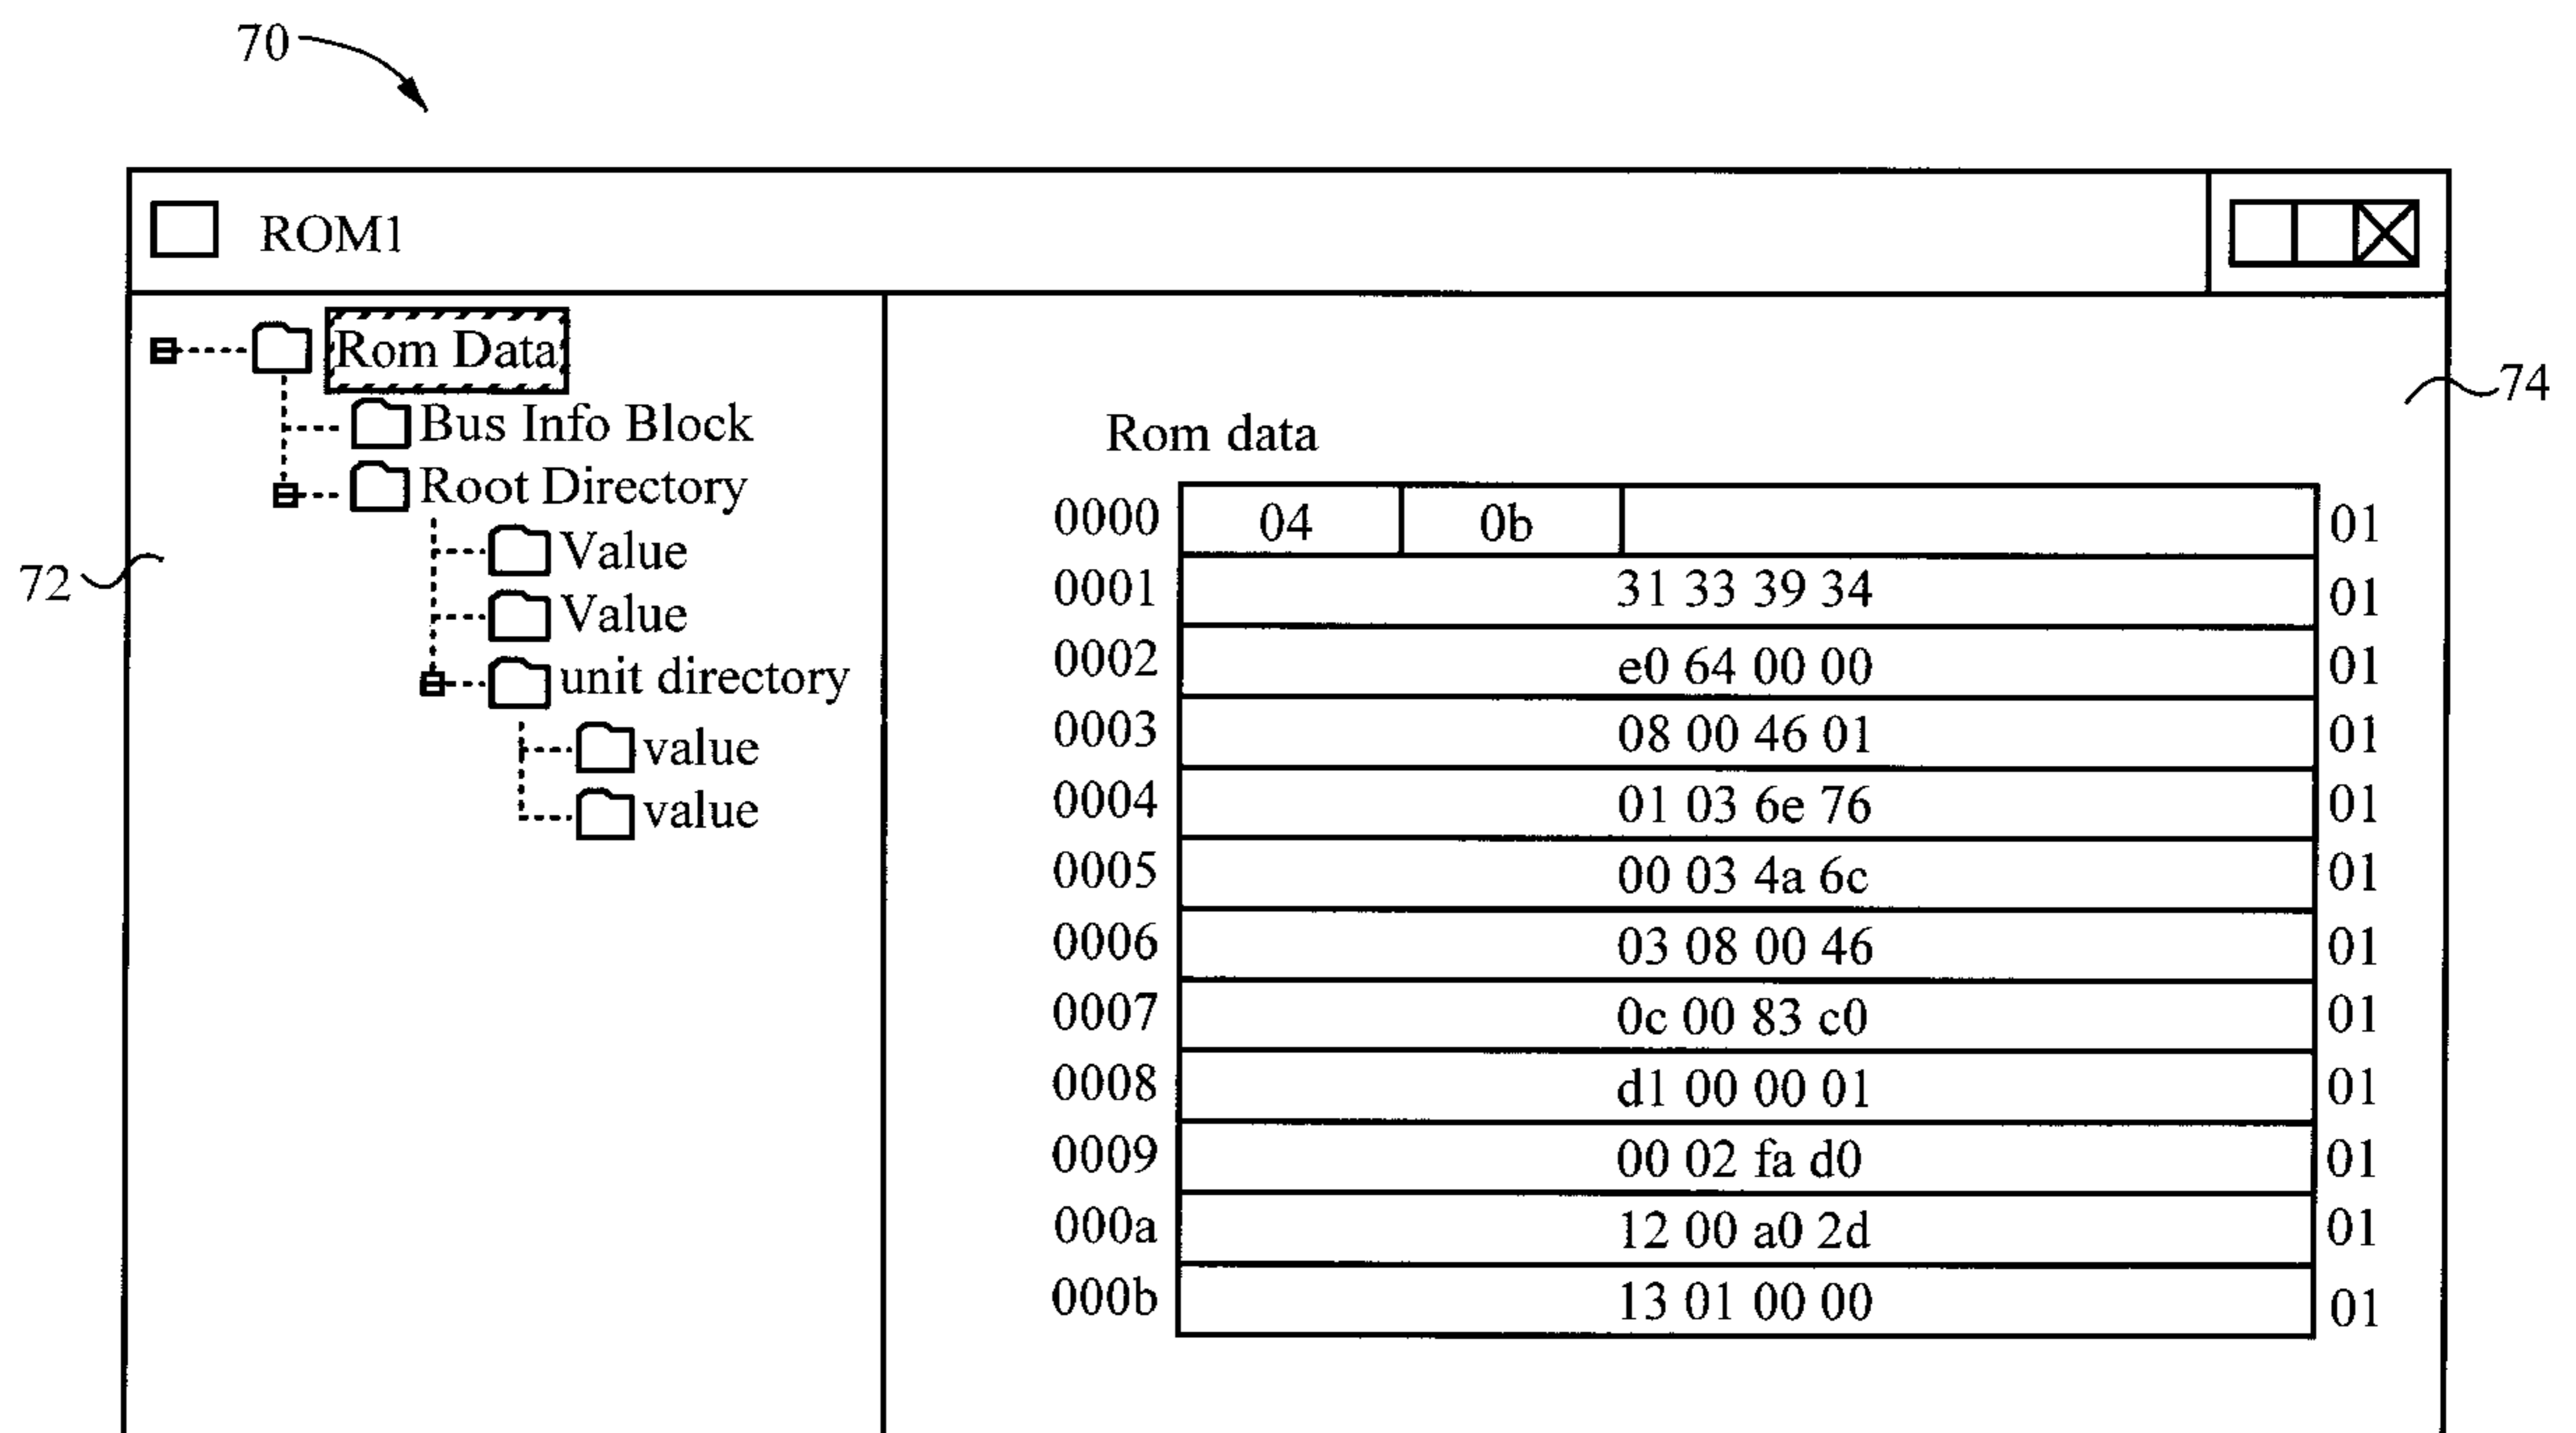 70
ROM1
Rom Data
Bus Info Block
Root Directory
Value
Value
unit directory
value
value
72
74
Rom data
0000 04 0b 01
0001 31 33 39 34 01
0002 e0 64 00 00 01
0003 08 00 46 01 01
0004 01 03 6e 76 01
0005 00 03 4a 6c 01
0006 03 08 00 46 01
0007 0c 00 83 c0 01
0008 d1 00 00 01 01
0009 00 02 fa d0 01
000a 12 00 a0 2d 01
000b 13 01 00 00 01